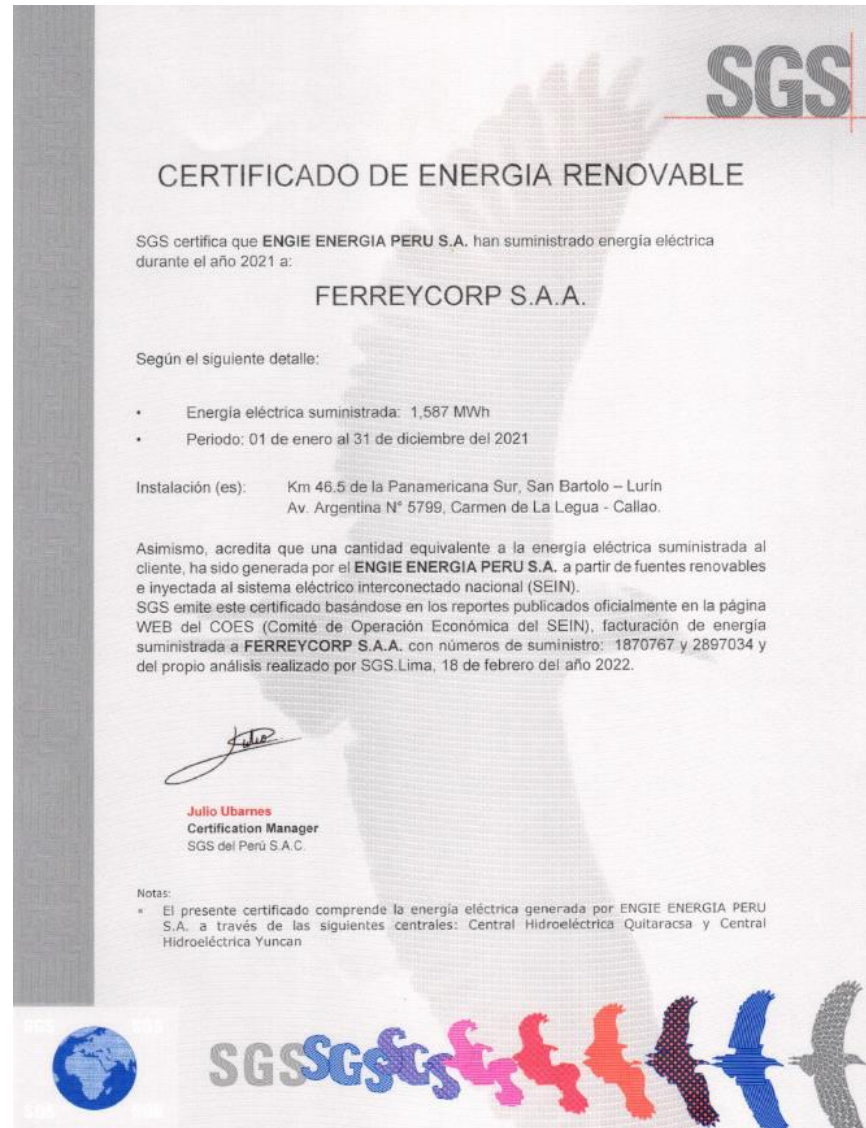 SGS
CERTIFICADO DE ENERGIA RENOVABLE
SGS certifica que ENGIE ENERGIA PERU S.A. han suministrado energía eléctrica
durante el año 2021 a:
FERREYCORP S.A.A.
Según el siguiente detalle:
• Energía eléctrica suministrada: 1,587 MWh
• Periodo: 01 de enero al 31 de diciembre del 2021
Instalación (es): Km 46.5 de la Panamericana Sur, San Bartolo – Lurín
Av. Argentina N° 5799, Carmen de La Legua - Callao.
Asimismo, acredita que una cantidad equivalente a la energía eléctrica suministrada al
cliente, ha sido generada por el ENGIE ENERGIA PERU S.A. a partir de fuentes renovables
e inyectada al sistema eléctrico interconectado nacional (SEIN).
SGS emite este certificado basándose en los reportes publicados oficialmente en la página
WEB del COES (Comité de Operación Económica del SEIN), facturación de energía
suministrada a FERREYCORP S.A.A. con números de suministro: 1870767 y 2897034 y
del propio análisis realizado por SGS.Lima, 18 de febrero del año 2022.
Julio
Julio Ubarnes
Certification Manager
SGS del Perú S.A.C.
Notas:
• El presente certificado comprende la energía eléctrica generada por ENGIE ENERGIA PERU
S.A. a través de las siguientes centrales: Central Hidroeléctrica Quitaracsa y Central
Hidroeléctrica Yuncan
SGS SGS
SGS SGS SGS
SGS SGS